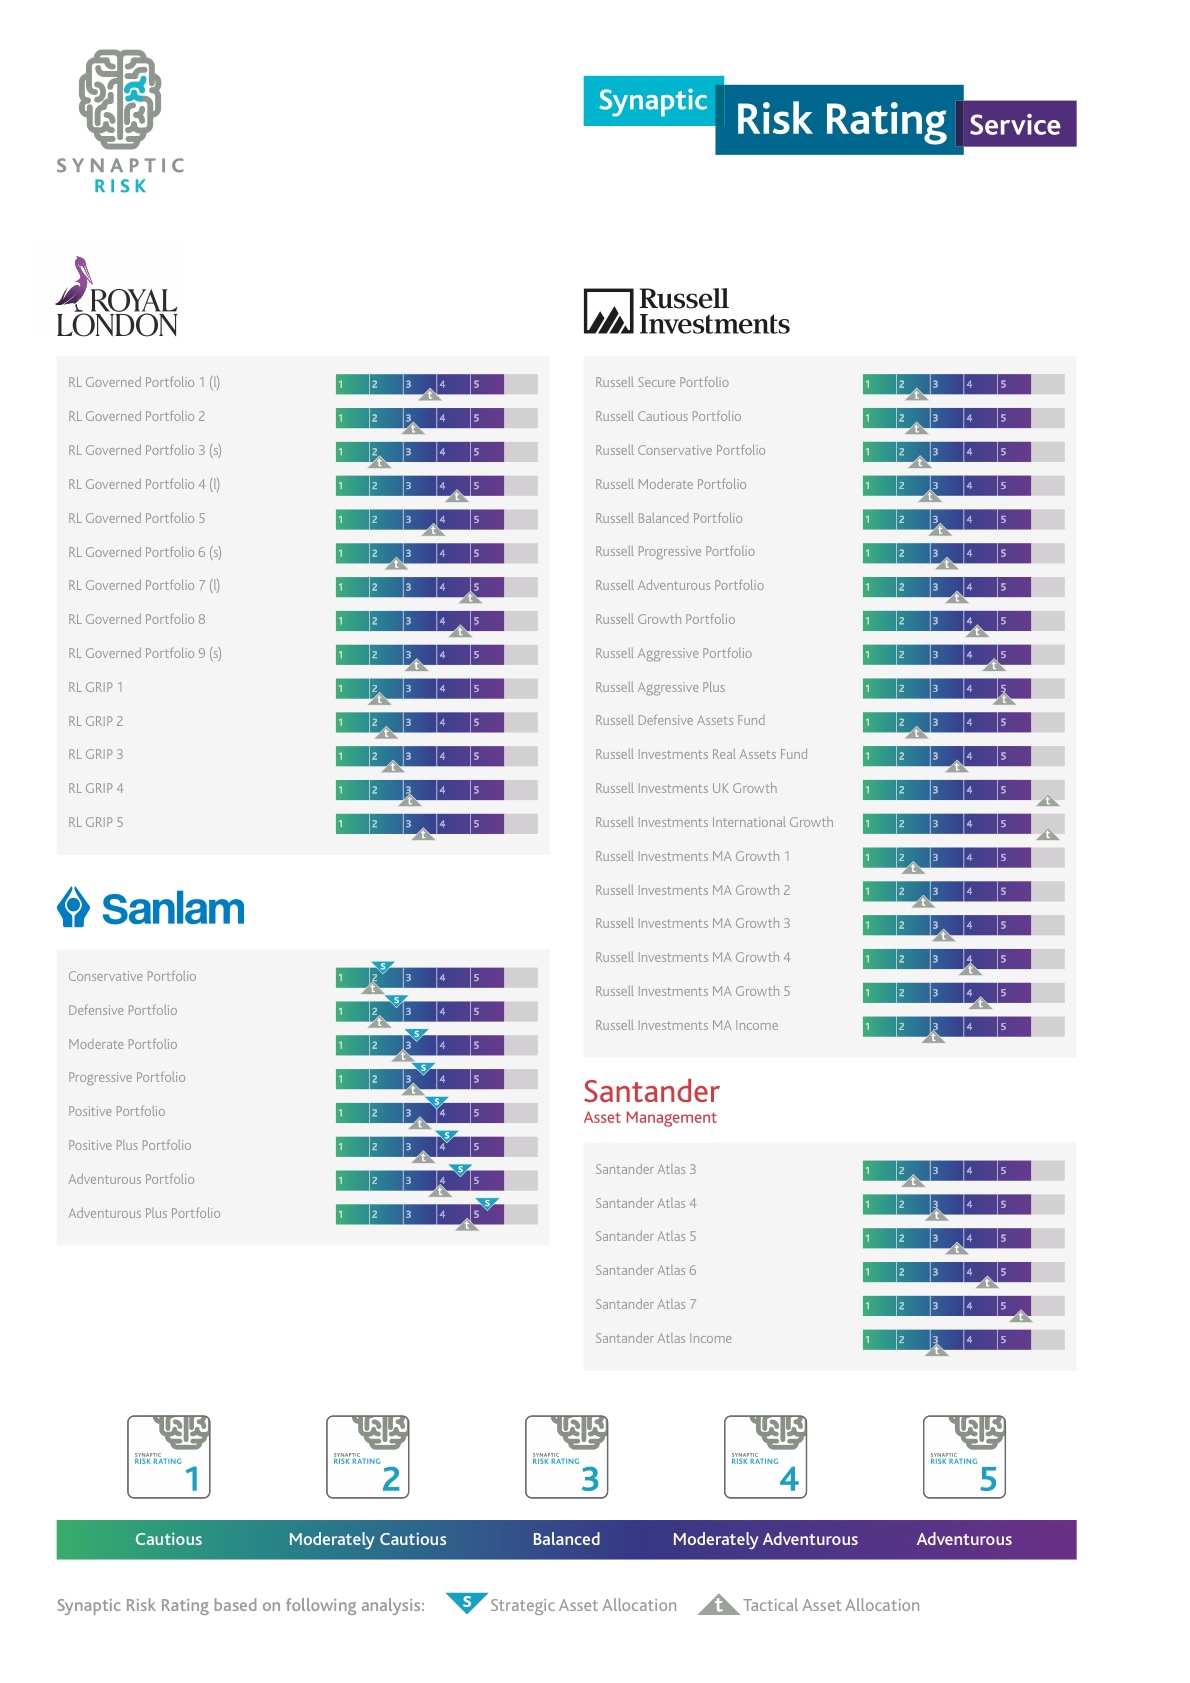 SYNAPTIC
RISK
Synaptic Risk Rating Service
ROYAL
LONDON
RL Governed Portfolio 1 (l) 1 2 3 4 5 t
RL Governed Portfolio 2 1 2 3 4 5 t
RL Governed Portfolio 3 (s) 1 2 3 4 5 t
RL Governed Portfolio 4 (l) 1 2 3 4 5 t
RL Governed Portfolio 5 1 2 3 4 5 t
RL Governed Portfolio 6 (s) 1 2 3 4 5 t
RL Governed Portfolio 7 (l) 1 2 3 4 5 t
RL Governed Portfolio 8 1 2 3 4 5 t
RL Governed Portfolio 9 (s) 1 2 3 4 5 t
RL GRIP 1 1 2 3 4 5 t
RL GRIP 2 1 2 3 4 5 t
RL GRIP 3 1 2 3 4 5 t
RL GRIP 4 1 2 3 4 5 t
RL GRIP 5 1 2 3 4 5 t
Sanlam
Conservative Portfolio 1 2 3 4 5 s t
Defensive Portfolio 1 2 3 4 5 s t
Moderate Portfolio 1 2 3 4 5 s t
Progressive Portfolio 1 2 3 4 5 s t
Positive Portfolio 1 2 3 4 5 s t
Positive Plus Portfolio 1 2 3 4 5 s t
Adventurous Portfolio 1 2 3 4 5 s t
Adventurous Plus Portfolio 1 2 3 4 5 s t
Russell
Investments
Russell Secure Portfolio 1 2 3 4 5 t
Russell Cautious Portfolio 1 2 3 4 5 t
Russell Conservative Portfolio 1 2 3 4 5 t
Russell Moderate Portfolio 1 2 3 4 5 t
Russell Balanced Portfolio 1 2 3 4 5 t
Russell Progressive Portfolio 1 2 3 4 5 t
Russell Adventurous Portfolio 1 2 3 4 5 t
Russell Growth Portfolio 1 2 3 4 5 t
Russell Aggressive Portfolio 1 2 3 4 5 t
Russell Aggressive Plus 1 2 3 4 5 t
Russell Defensive Assets Fund 1 2 3 4 5 t
Russell Investments Real Assets Fund 1 2 3 4 5 t
Russell Investments UK Growth 1 2 3 4 5 t
Russell Investments International Growth 1 2 3 4 5 t
Russell Investments MA Growth 1 1 2 3 4 5 t
Russell Investments MA Growth 2 1 2 3 4 5 t
Russell Investments MA Growth 3 1 2 3 4 5 t
Russell Investments MA Growth 4 1 2 3 4 5 t
Russell Investments MA Growth 5 1 2 3 4 5 t
Russell Investments MA Income 1 2 3 4 5 t
Santander
Asset Management
Santander Atlas 3 1 2 3 4 5 t
Santander Atlas 4 1 2 3 4 5 t
Santander Atlas 5 1 2 3 4 5 t
Santander Atlas 6 1 2 3 4 5 t
Santander Atlas 7 1 2 3 4 5 t
Santander Atlas Income 1 2 3 4 5 t
SYNAPTIC
RISK RATING
1
SYNAPTIC
RISK RATING
2
SYNAPTIC
RISK RATING
3
SYNAPTIC
RISK RATING
4
SYNAPTIC
RISK RATING
5
Cautious Moderately Cautious Balanced Moderately Adventurous Adventurous
Synaptic Risk Rating based on following analysis: s Strategic Asset Allocation t Tactical Asset Allocation